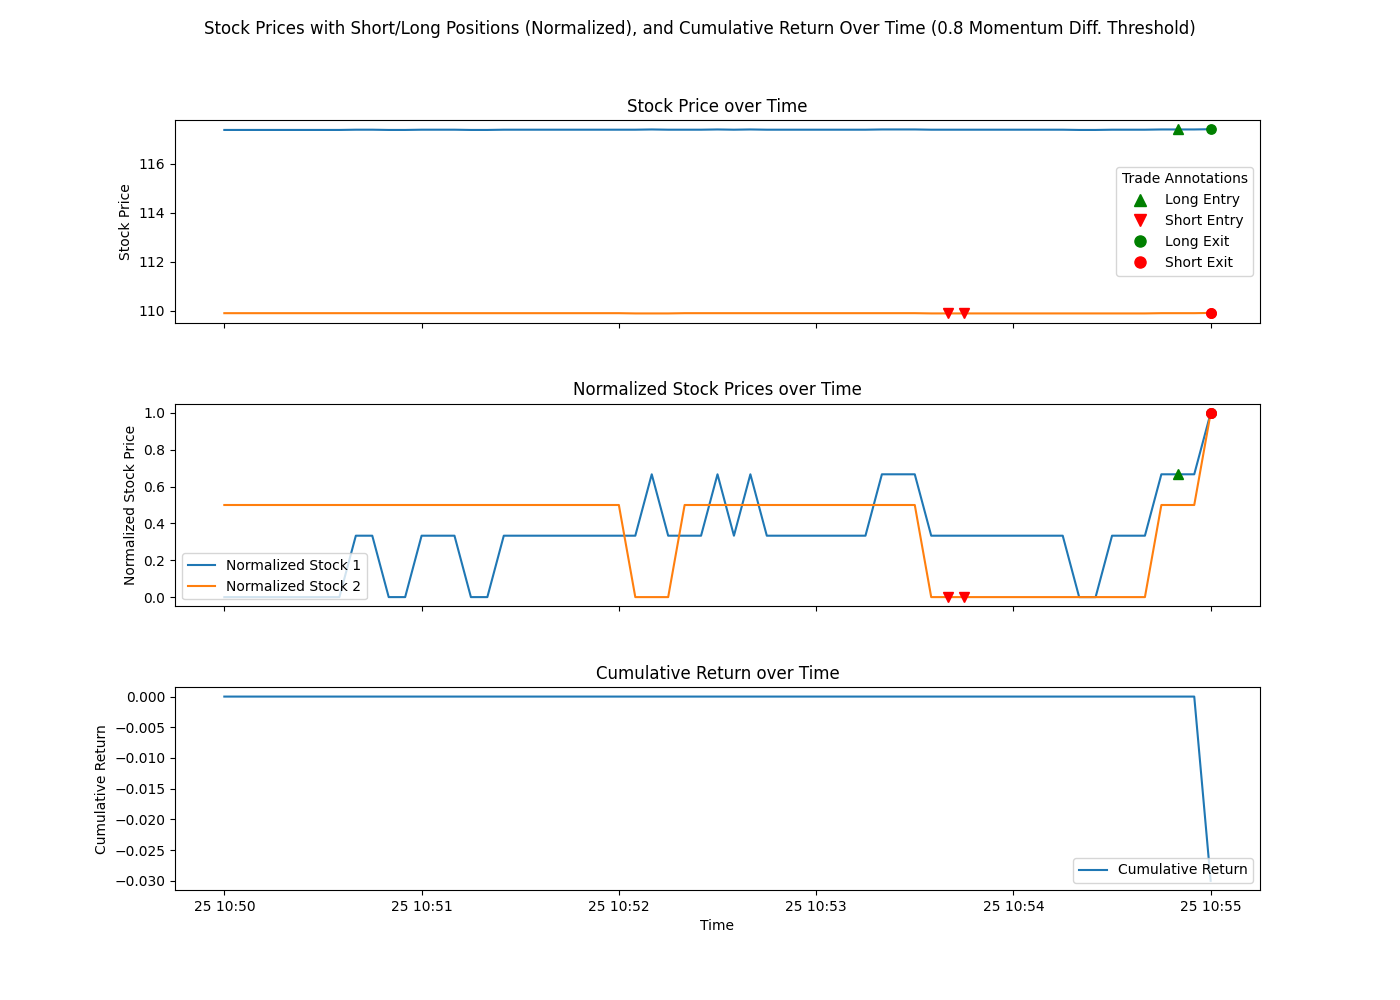 Stock Prices with Short/Long Positions (Normalized), and Cumulative Return Over Time (0.8 Momentum Diff. Threshold)
Stock Price over Time
Stock Price
116
114
112
110
Trade Annotations
Long Entry
Short Entry
Long Exit
Short Exit
Normalized Stock Prices over Time
Normalized Stock Price
1.0
0.8
0.6
0.4
0.2
0.0
Normalized Stock 1
Normalized Stock 2
Cumulative Return over Time
Cumulative Return
0.000
−0.005
−0.010
−0.015
−0.020
−0.025
−0.030
Cumulative Return
25 10:50 25 10:51 25 10:52 25 10:53 25 10:54 25 10:55
Time